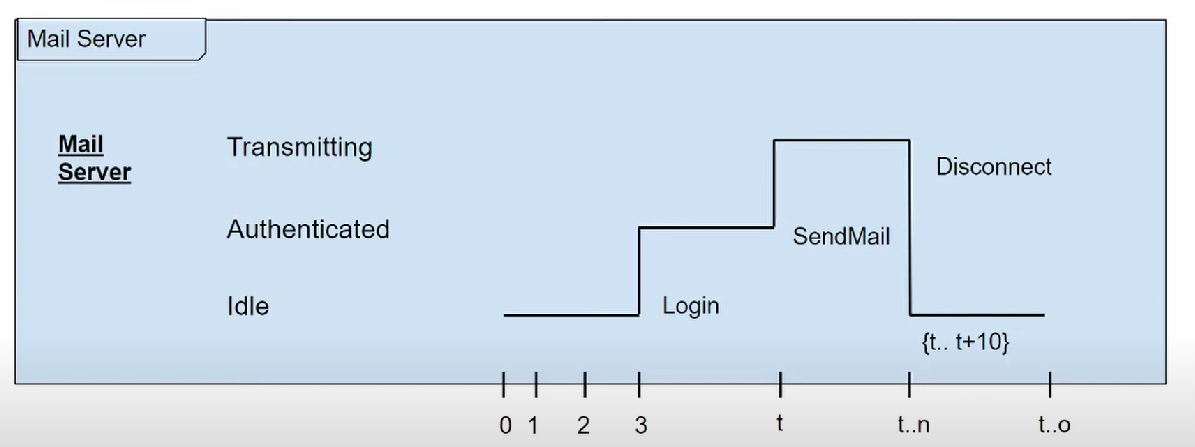 Mail Server
Mail
Server
Transmitting
Disconnect
Authenticated
SendMail
Idle
Login
{t.. t+10}
0 1 2 3 t t..n t..o